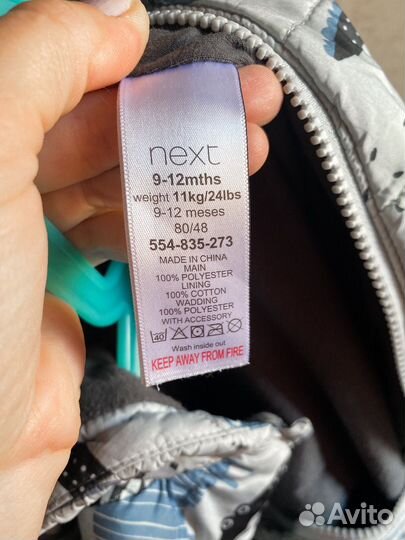 next
9-12mths
weight 11kg/24lbs
9-12 meses
80/48
554-835-273
MADE IN CHINA
MAIN
100% POLYESTER
LINING
100% COTTON
WADDING
100% POLYESTER
WITH ACCESSORY
40
Wash inside out
KEEP AWAY FROM FIRE
Avito